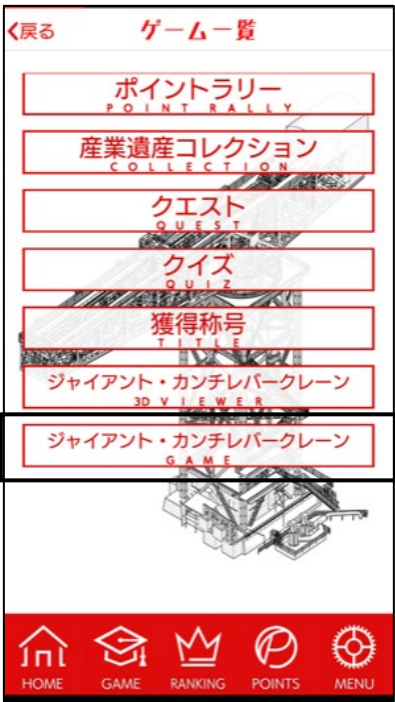 戻る ゲーム一覧
ポイントラリー
POINT RALLY
産業遺産コレクション
COLLECTION
クエスト
QUEST
クイズ
QUIZ
獲得称号
TITLE
ジャイアント・カンチレバークレーン
3D VIEWER
ジャイアント・カンチレバークレーン
GAME
HOME GAME RANKING POINTS MENU